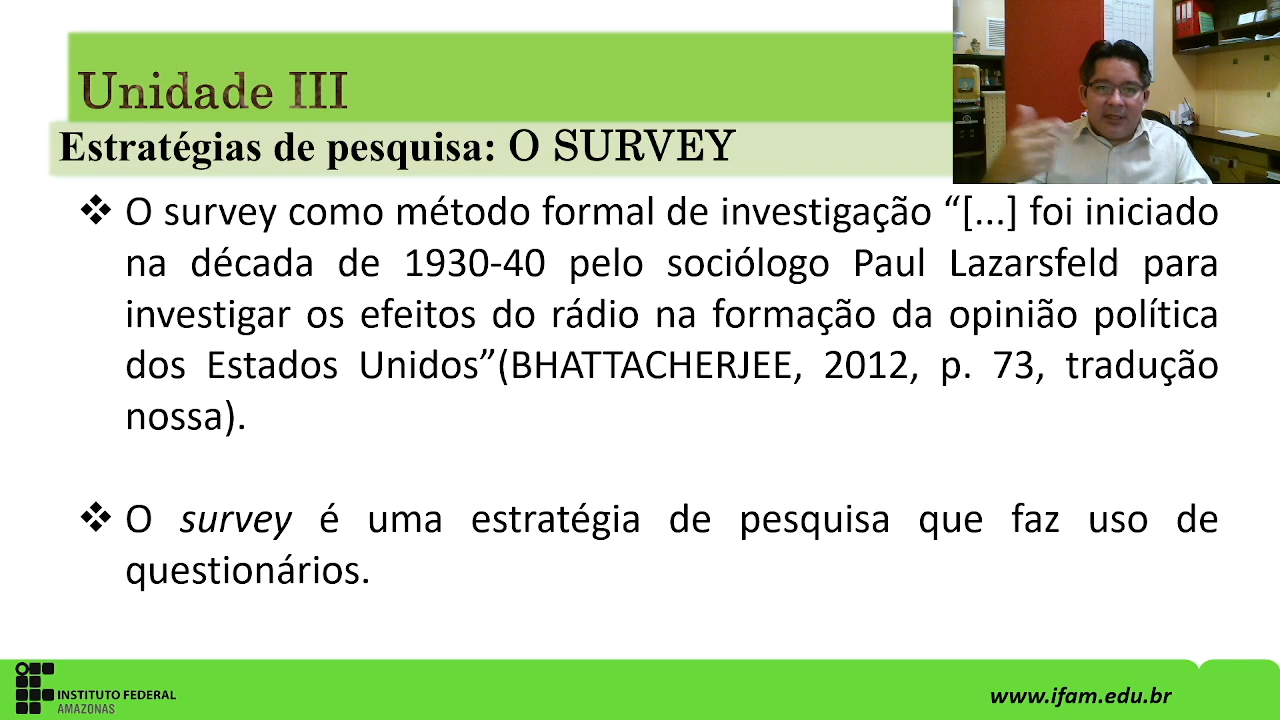 Unidade III
Estratégias de pesquisa: O SURVEY
❖ O survey como método formal de investigação “[...] foi iniciado
na década de 1930-40 pelo sociólogo Paul Lazarsfeld para
investigar os efeitos do rádio na formação da opinião política
dos Estados Unidos”(BHATTACHERJEE, 2012, p. 73, tradução
nossa).
❖ O survey é uma estratégia de pesquisa que faz uso de
questionários.
INSTITUTO FEDERAL
AMAZONAS
www.ifam.edu.br